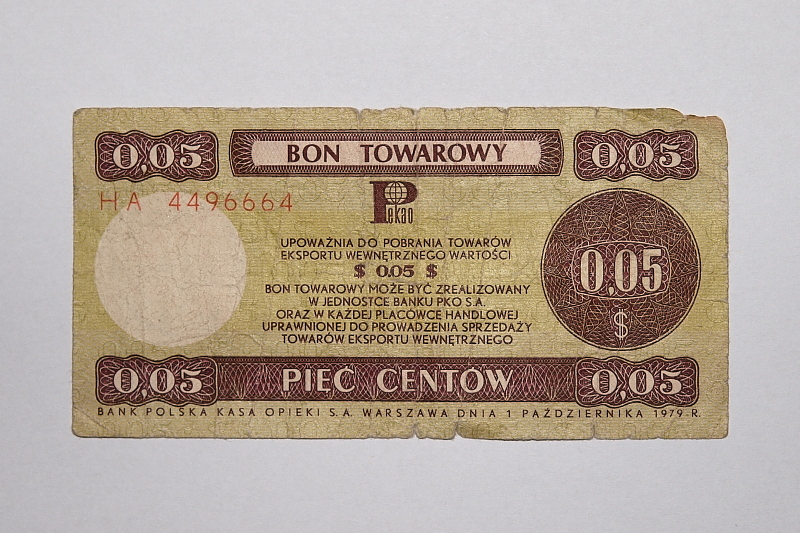 0,05 BON TOWAROWY 0,05
HA 4496664
Pekao
UPOWAŻNIA DO POBRANIA TOWARÓW
EKSPORTU WEWNĘTRZNEGO WARTOŚCI
$ 0.05 $
BON TOWAROWY MOŻE BYĆ ZREALIZOWANY
W JEDNOSTCE BANKU PKO S.A.
ORAZ W KAŻDEJ PLACÓWCE HANDLOWEJ
UPRAWNIONEJ DO PROWADZENIA SPRZEDAŻY
TOWARÓW EKSPORTU WEWNĘTRZNEGO
0,05
$
0,05 PIĘĆ CENTÓW 0,05
BANK POLSKA KASA OPIEKI S.A. WARSZAWA DNIA 1 PAŹDZIERNIKA 1979 R.